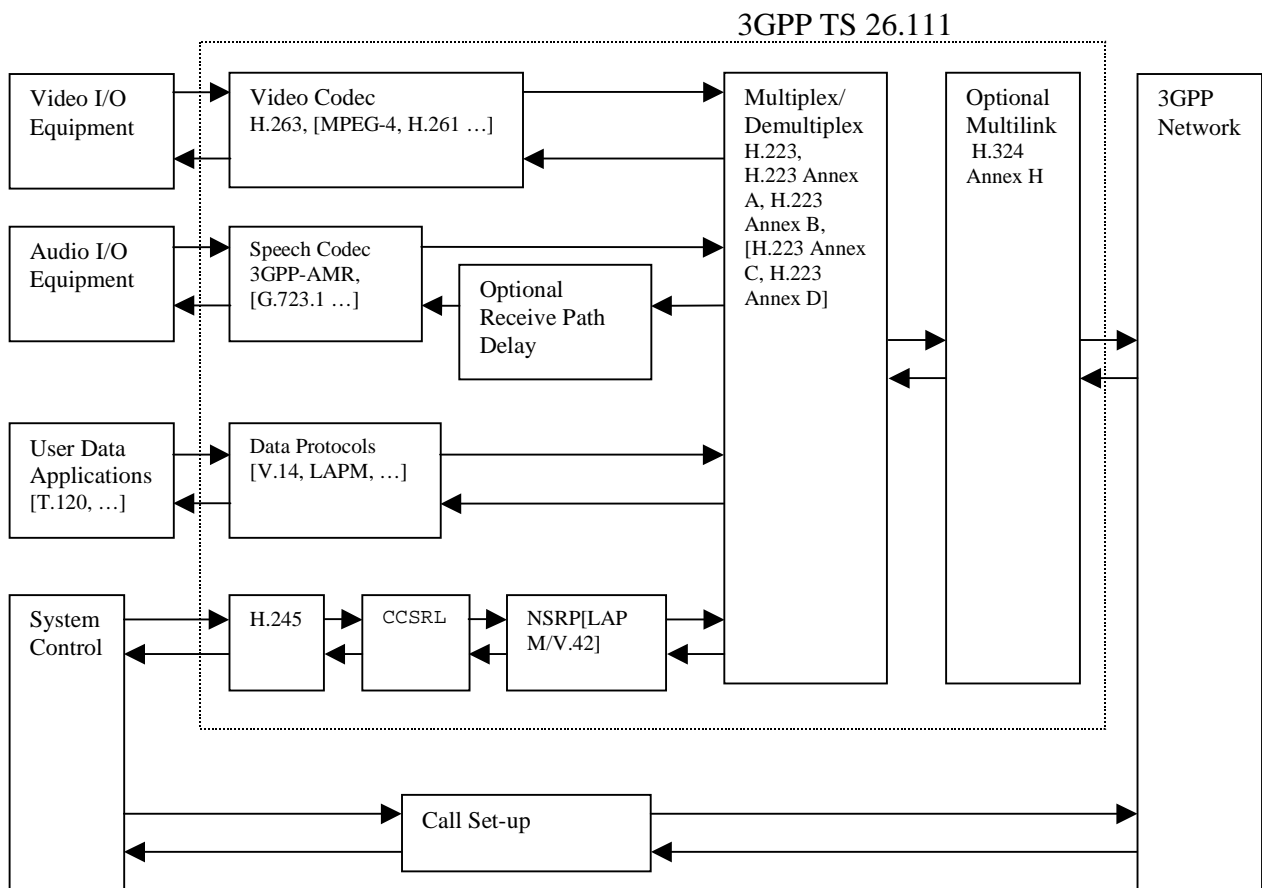 3GPP TS 26.111
Video I/O
Equipment
Video Codec
H.263, [MPEG-4, H.261 …]
Multiplex/
Demultiplex
H.223,
H.223 Annex
A, H.223
Annex B,
[H.223 Annex
C, H.223
Annex D]
Optional
Multilink
H.324
Annex H
3GPP
Network
Audio I/O
Equipment
Speech Codec
3GPP-AMR,
[G.723.1 …]
Optional
Receive Path
Delay
User Data
Applications
[T.120, …]
Data Protocols
[V.14, LAPM, …]
System
Control
H.245
CCSRL
NSRP[LAP
M/V.42]
Call Set-up